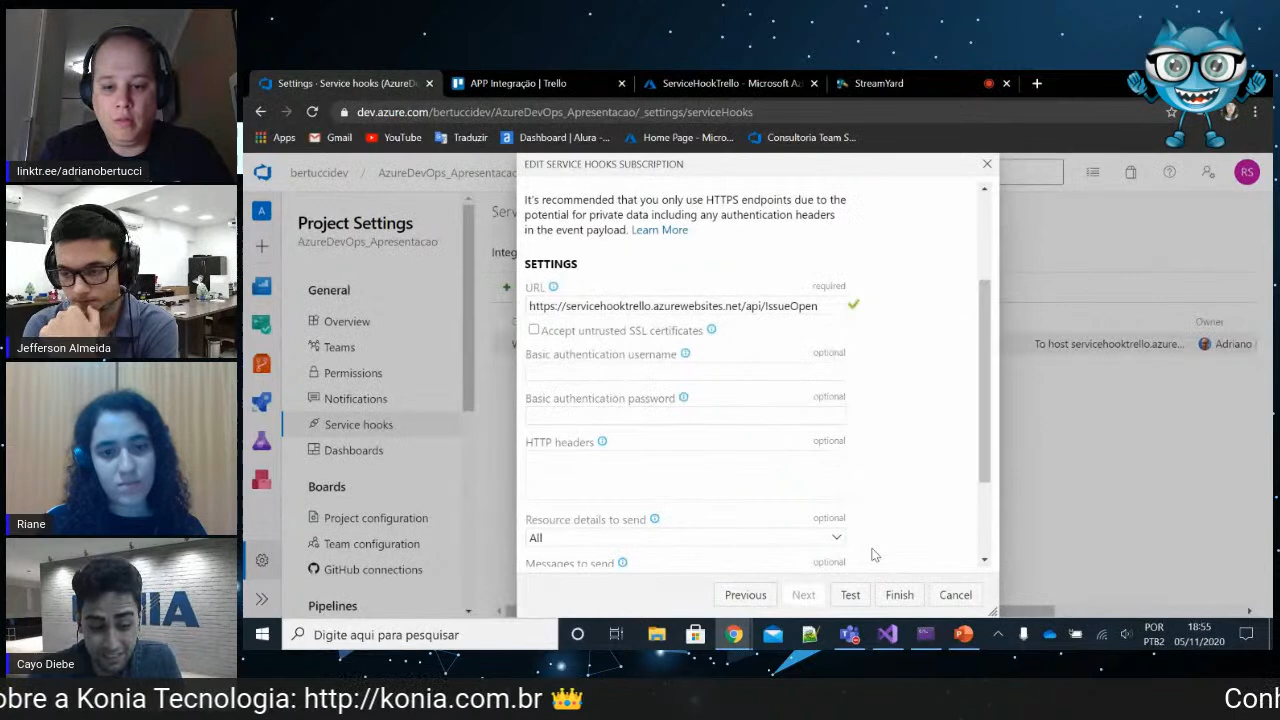 linktr.ee/adrianobertucci
Jefferson Almeida
Riane
KONIA
Cayo Diebe
Settings · Service hooks (AzureD
APP Integração | Trello
ServiceHookTrello - Microsoft Az
StreamYard
dev.azure.com/bertuccidev/AzureDevOps_Apresentacao/_settings/serviceHooks
Apps
Gmail
YouTube
Traduzir
Dashboard | Alura -...
Home Page - Micro...
Consultoria Team S...
bertuccidev
AzureDevOps_Apresentacao
RS
A
Project Settings
AzureDevOps_Apresentacao
General
Overview
Teams
Permissions
Notifications
Service hooks
Dashboards
Boards
Project configuration
Team configuration
GitHub connections
Pipelines
Serv
Integ
EDIT SERVICE HOOKS SUBSCRIPTION
It's recommended that you only use HTTPS endpoints due to the
potential for private data including any authentication headers
in the event payload. Learn More
SETTINGS
URL required
https://servicehooktrello.azurewebsites.net/api/IssueOpen
Accept untrusted SSL certificates
Basic authentication username optional
Basic authentication password optional
HTTP headers optional
Resource details to send optional
All
Messages to send optional
Previous
Next
Test
Finish
Cancel
Owner
To host servicehooktrello.azure...
Adriano
Digite aqui para pesquisar
POR
PTB2
18:55
05/11/2020
obre a Konia Tecnologia: http://konia.com.br 👑
Conh